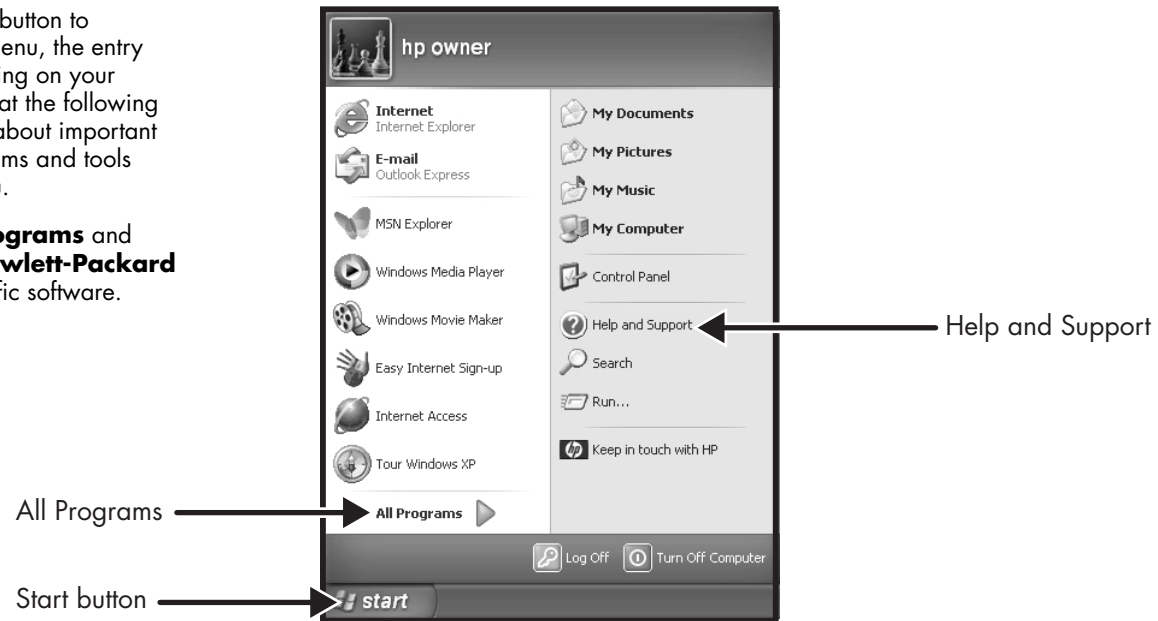 button to
enu, the entry
ing on your
at the following
about important
ms and tools
.
ograms and
wlett-Packard
fic software.
hp owner
Internet
Internet Explorer
E-mail
Outlook Express
MSN Explorer
Windows Media Player
Windows Movie Maker
Easy Internet Sign-up
Internet Access
Tour Windows XP
All Programs
My Documents
My Pictures
My Music
My Computer
Control Panel
Help and Support
Search
Run...
hp Keep in touch with HP
Log Off Turn Off Computer
start
Help and Support
All Programs
Start button